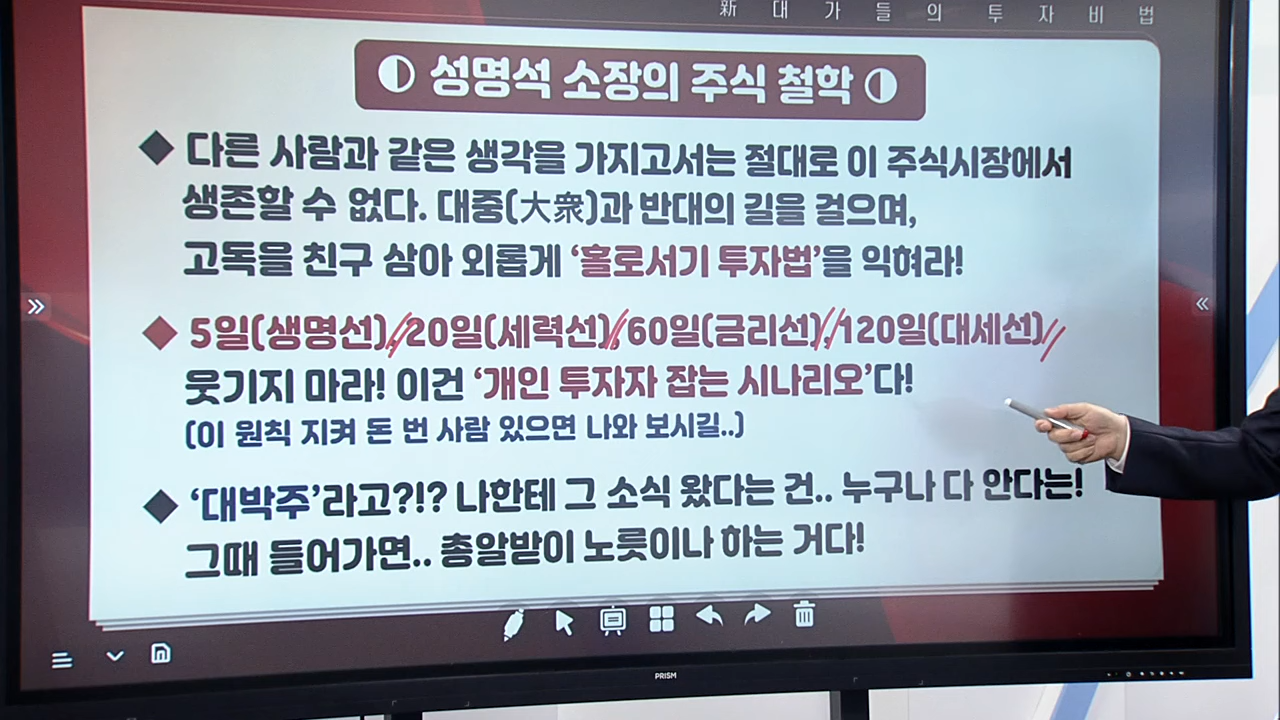 新대가들의 투자비법
성명석 소장의 주식 철학
◆ 다른 사람과 같은 생각을 가지고서는 절대로 이 주식시장에서
생존할 수 없다. 대중(大衆)과 반대의 길을 걸으며,
고독을 친구 삼아 외롭게 ‘홀로서기 투자법’을 익혀라!
◆ 5일(생명선), 20일(세력선), 60일(금리선), 120일(대세선)
웃기지 마라! 이건 ‘개인 투자자 잡는 시나리오’다!
(이 원칙 지켜 돈 번 사람 있으면 나와 보시길..)
◆ ‘대박주’라고?!? 나한테 그 소식 왔다는 건.. 누구나 다 안다는!
그때 들어가면.. 총알받이 노릇이나 하는 거다!
PRISM